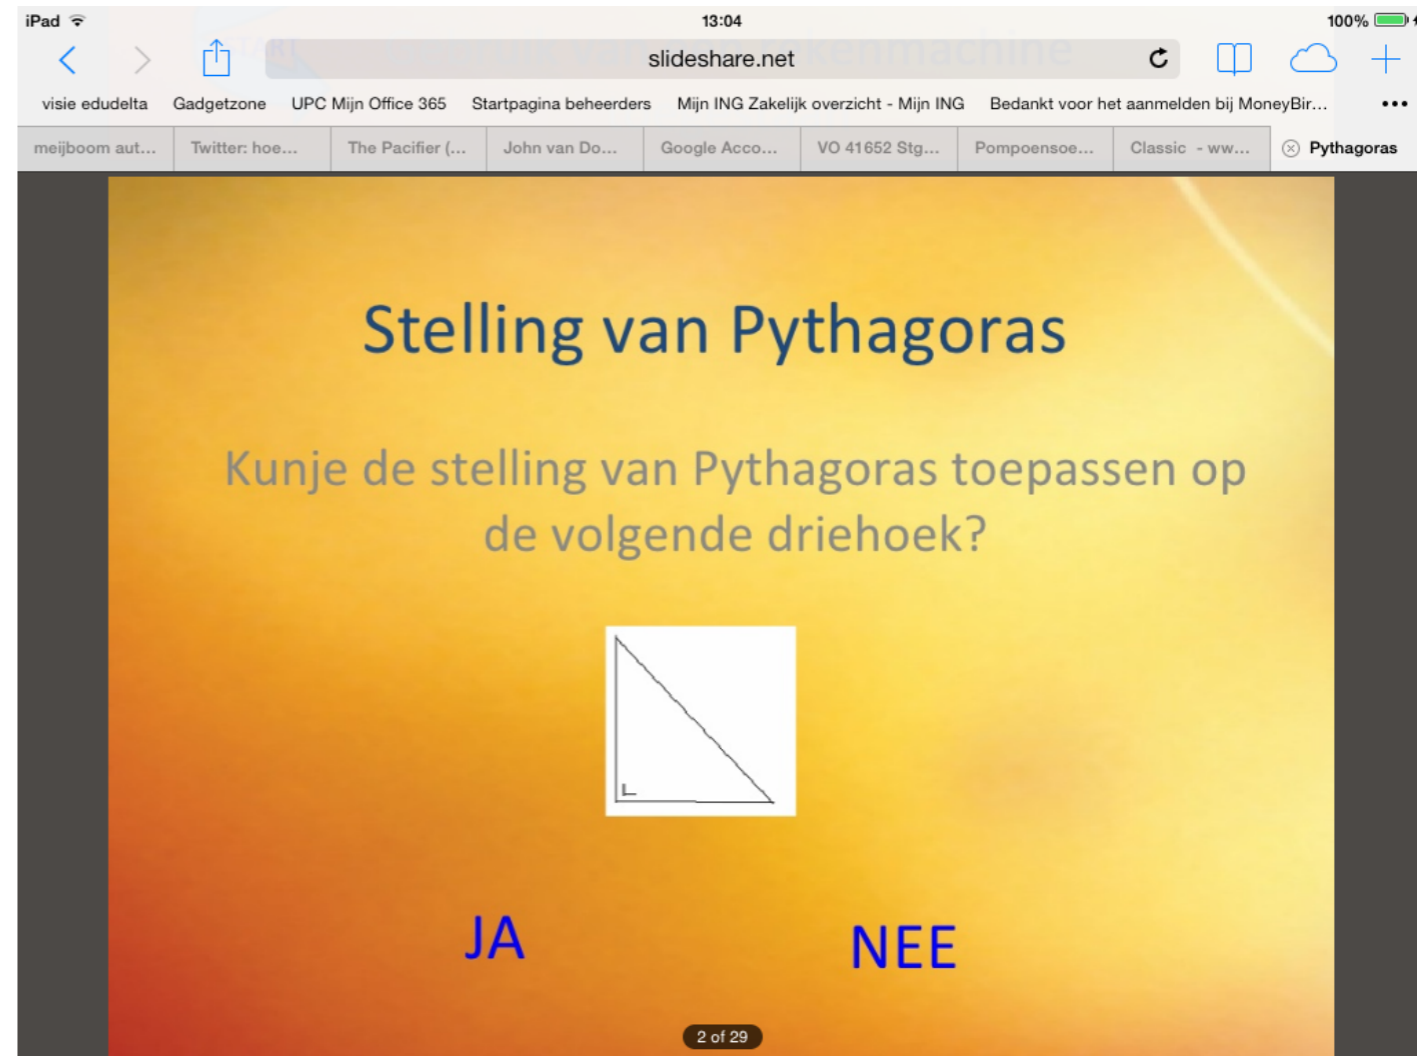 iPad 13:04 100%
slideshare.net
visie edudelta Gadgetzone UPC Mijn Office 365 Startpagina beheerders Mijn ING Zakelijk overzicht - Mijn ING Bedankt voor het aanmelden bij MoneyBir... •••
meijboom aut... Twitter: hoe... The Pacifier (... John van Do... Google Acco... VO 41652 Stg... Pompoensoe... Classic - ww... Pythagoras
Stelling van Pythagoras
Kunje de stelling van Pythagoras toepassen op
de volgende driehoek?
JA NEE
2 of 29